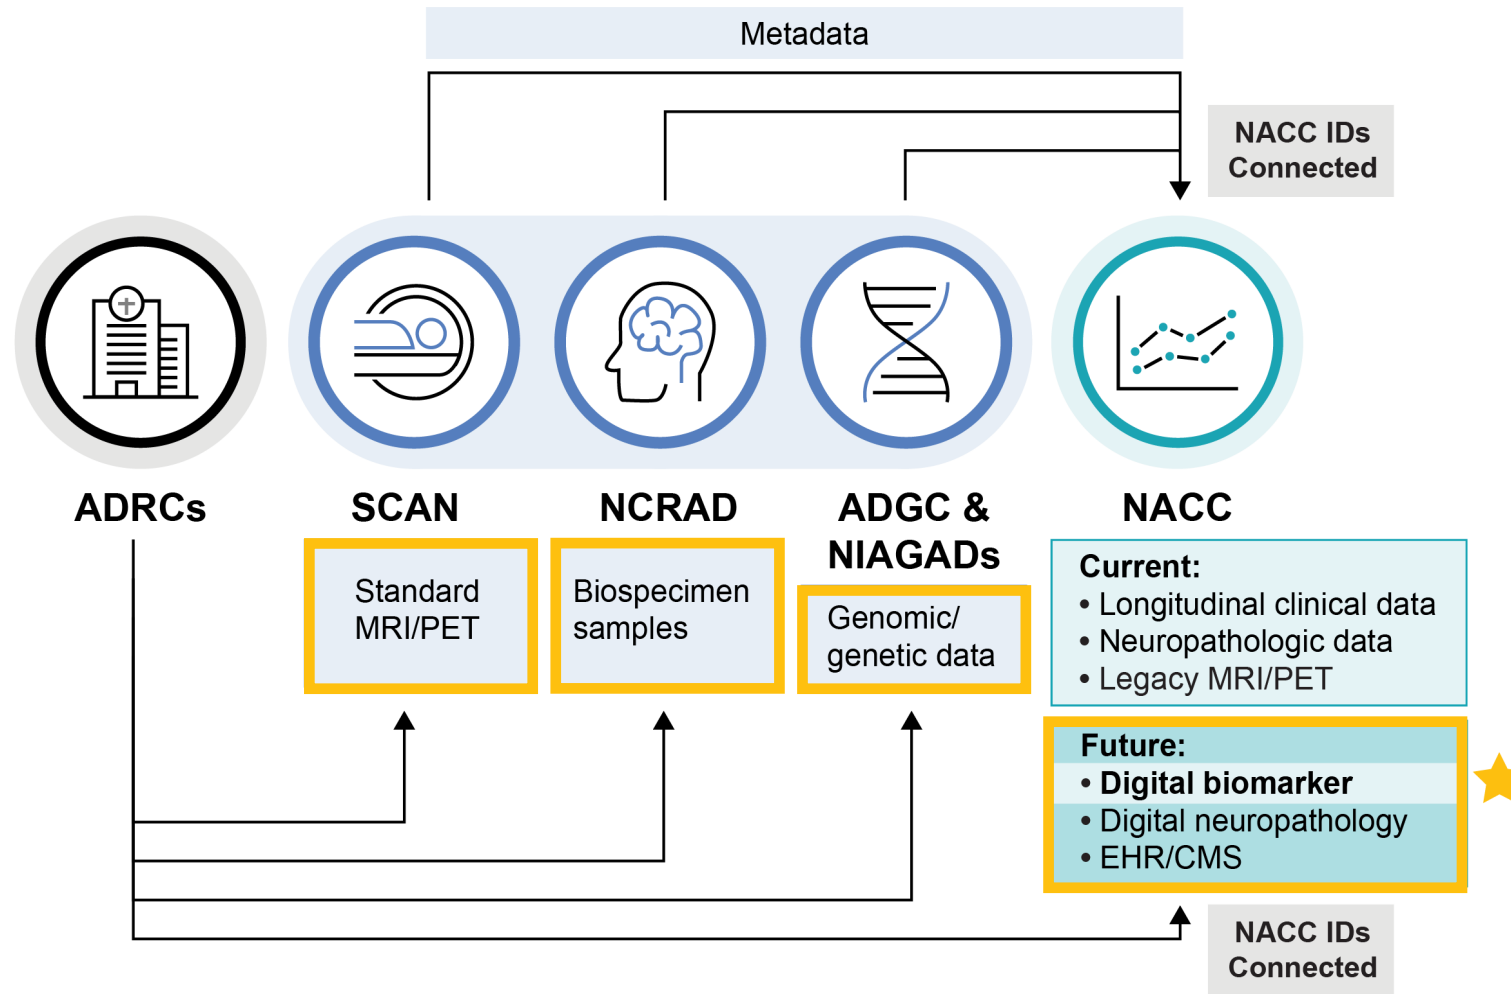 Metadata
NACC IDs
Connected
ADRCs
SCAN
Standard
MRI/PET
NCRAD
Biospecimen
samples
ADGC &
NIAGADs
Genomic/
genetic data
NACC
Current:
• Longitudinal clinical data
• Neuropathologic data
• Legacy MRI/PET
Future:
• Digital biomarker
• Digital neuropathology
• EHR/CMS
NACC IDs
Connected